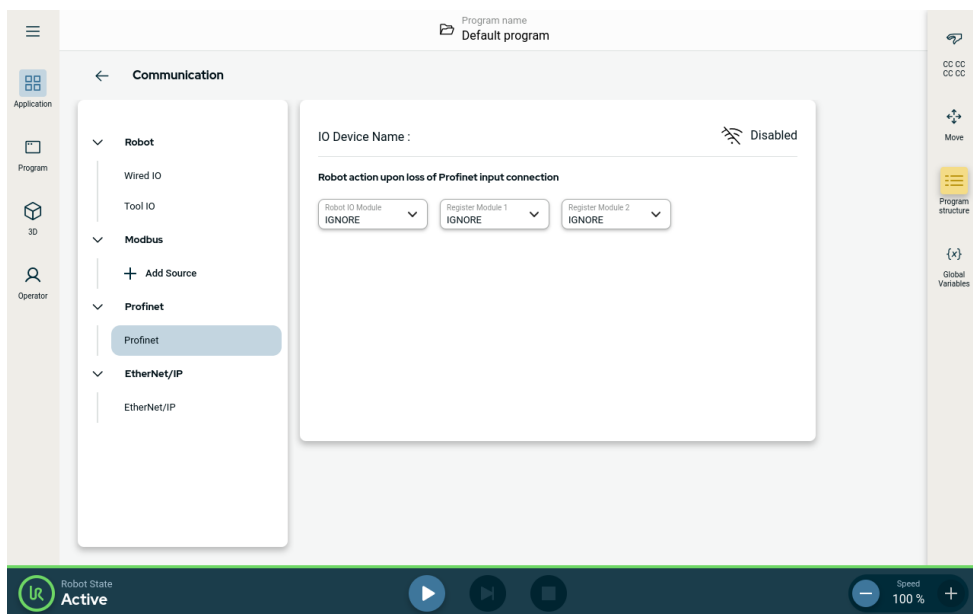 Program name
Default program
Application
Program
3D
Operator
Communication
Robot
Wired IO
Tool IO
Modbus
Add Source
Profinet
Profinet
EtherNet/IP
EtherNet/IP
IO Device Name :
Disabled
Robot action upon loss of Profinet input connection
Robot IO Module
IGNORE
Register Module 1
IGNORE
Register Module 2
IGNORE
CC CC
CC CC
Move
Program
structure
{x}
Global
Variables
UR
Robot State
Active
Speed
100 %